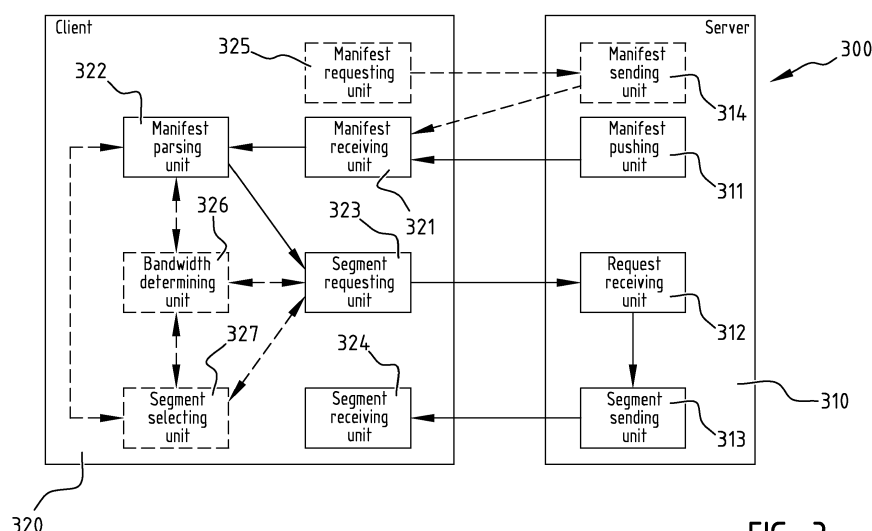 Client
Server
300
325
Manifest
requesting
unit
Manifest
sending
unit
314
322
Manifest
parsing
unit
Manifest
receiving
unit
321
Manifest
pushing
unit
311
326
323
Bandwidth
determining
unit
Segment
requesting
unit
Request
receiving
unit
312
327
324
Segment
selecting
unit
Segment
receiving
unit
Segment
sending
unit
313
310
320